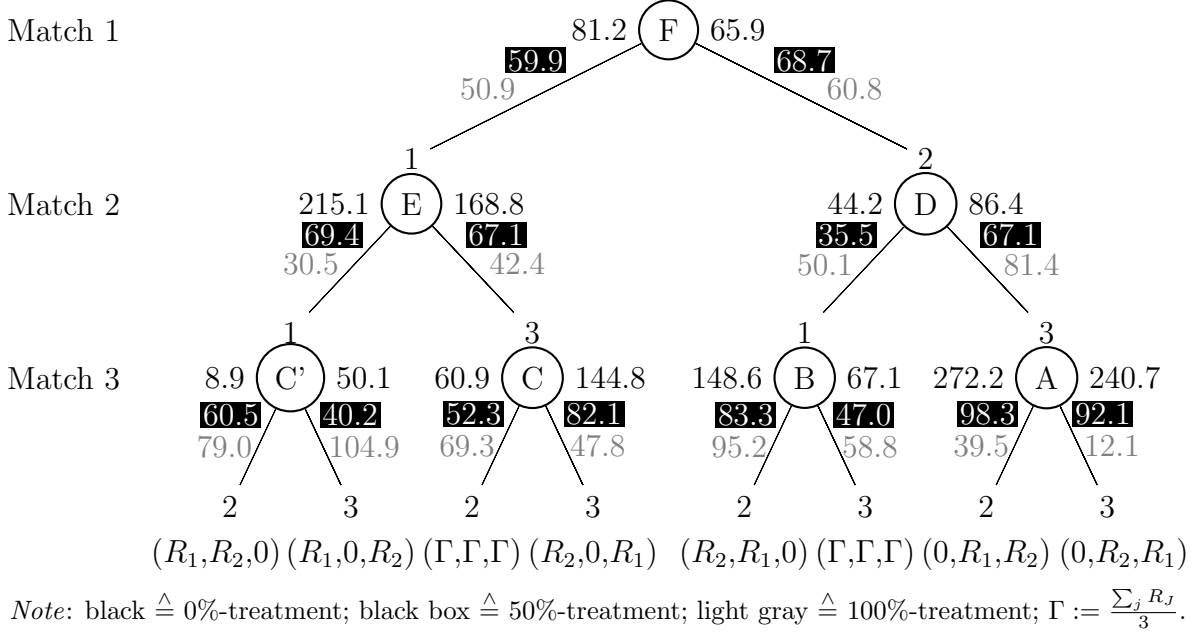 Match 1 81.2 F 65.9
59.9 68.7
50.9 60.8
1 2
Match 2 215.1 E 168.8 44.2 D 86.4
69.4 67.1 35.5 67.1
30.5 42.4 50.1 81.4
1 3 1 3
Match 3 8.9 C' 50.1 60.9 C 144.8 148.6 B 67.1 272.2 A 240.7
60.5 40.2 52.3 82.1 83.3 47.0 98.3 92.1
79.0 104.9 69.3 47.8 95.2 58.8 39.5 12.1
2 3 2 3 2 3 2 3
(R₁,R₂,0) (R₁,0,R₂) (Γ,Γ,Γ) (R₂,0,R₁) (R₂,R₁,0) (Γ,Γ,Γ) (0,R₁,R₂) (0,R₂,R₁)
Note: black ≙ 0%-treatment; black box ≙ 50%-treatment; light gray ≙ 100%-treatment; Γ := ∑ⱼ R_J / 3.